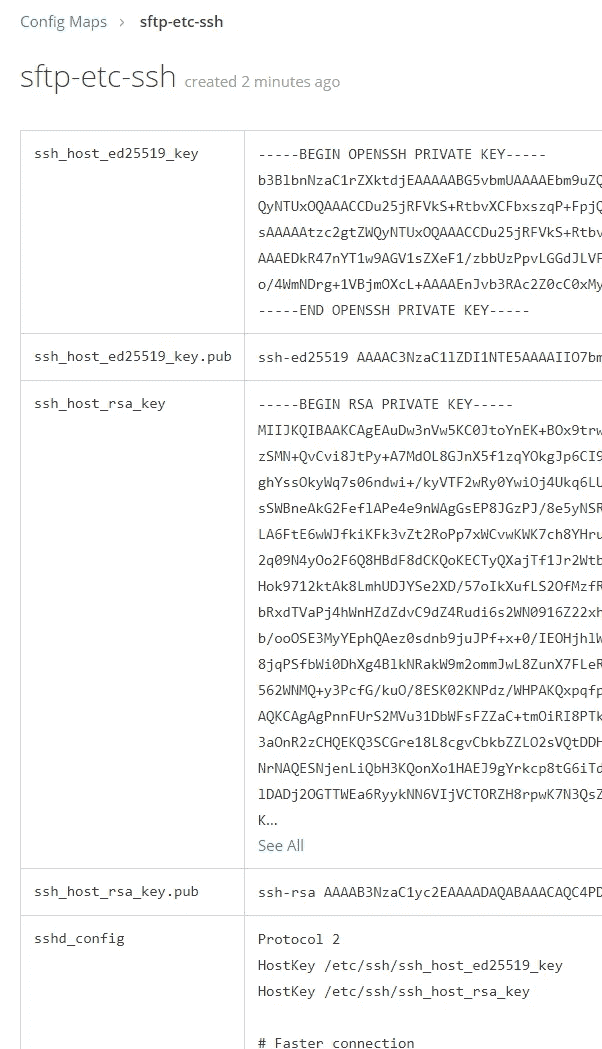 Config Maps > sftp-etc-ssh
sftp-etc-ssh created 2 minutes ago
ssh_host_ed25519_key
-----BEGIN OPENSSH PRIVATE KEY-----
b3BlbnNzaC1rZXktdjEAAAAABG5vbmUAAAAEbm9uZQ
QyNTUxOQAAACCDu25jRFVkS+RtbvXCFbxszqP+FpjQ
sAAAAAtzc2gtZWQyNTUxOQAAACCDu25jRFVkS+Rtbv
AAAEDkR47nYT1w9AGV1sZXeF1/zbbUzPpvLGGdJLVF
o/4WmNDrg+1VBjmOXcL+AAAAEnJvb3RAc2Z0cC0xMy
-----END OPENSSH PRIVATE KEY-----
ssh_host_ed25519_key.pub
ssh-ed25519 AAAAC3NzaC1lZDI1NTE5AAAAIIO7bm
ssh_host_rsa_key
-----BEGIN RSA PRIVATE KEY-----
MIIJKQIBAAKCAgEAuDw3nVw5KC0JtoYnEK+BOx9trw
zSMN+QvCvi8JtPy+A7MdOL8GJnX5f1zqYOkgJp6CI9
ghYssOkyWq7s06ndwi+/kyVTF2wRy0YwiOj4Ukq6LU
sSWBneAkG2FeflAPe4e9nWAgGsEP8JGzPJ/8e5yNSR
LA6FtE6wWJfkiKFk3vZt2RoPp7xWCvwKWK7ch8YHru
2q09N4yOo2F6Q8HBdF8dCKQoKECTyQXajTf1Jr2Wtb
Hok9712ktAk8LmhUDJYSe2XD/57oIkXufLS2OfMzfR
bRxdTVaPj4hWnHZdZdvC9dZ4Rudi6s2WN0916Z22xh
b/ooOSE3MyYEphQAez0sdnb9juJPf+x+0/IEOHjhlW
8jqPSfbWi0DhXg4BlkNRakW9m2ommJwL8ZunX7FLeR
562WNMQ+y3PcfG/kuO/8ESK02KNPdz/WHPAKQxpqfp
AQKCAgAgPnnFUrS2MVu31DbWFsFZZaC+tmOiRI8PTk
3aOnR2zCHQEKQ3SCGre18L8cgvCbkbZZLO2sVQtDDH
NrNAQESNjenLiQbH3KQonXo1HAEJ9gYrkcp8tG6iTd
lDADj2OGTTWEa6RyykNN6VIjVCTORZH8rpwK7N3QsZ
K...
See All
ssh_host_rsa_key.pub
ssh-rsa AAAAB3NzaC1yc2EAAAADAQABAAACAQC4PD
sshd_config
Protocol 2
HostKey /etc/ssh/ssh_host_ed25519_key
HostKey /etc/ssh/ssh_host_rsa_key
# Faster connection